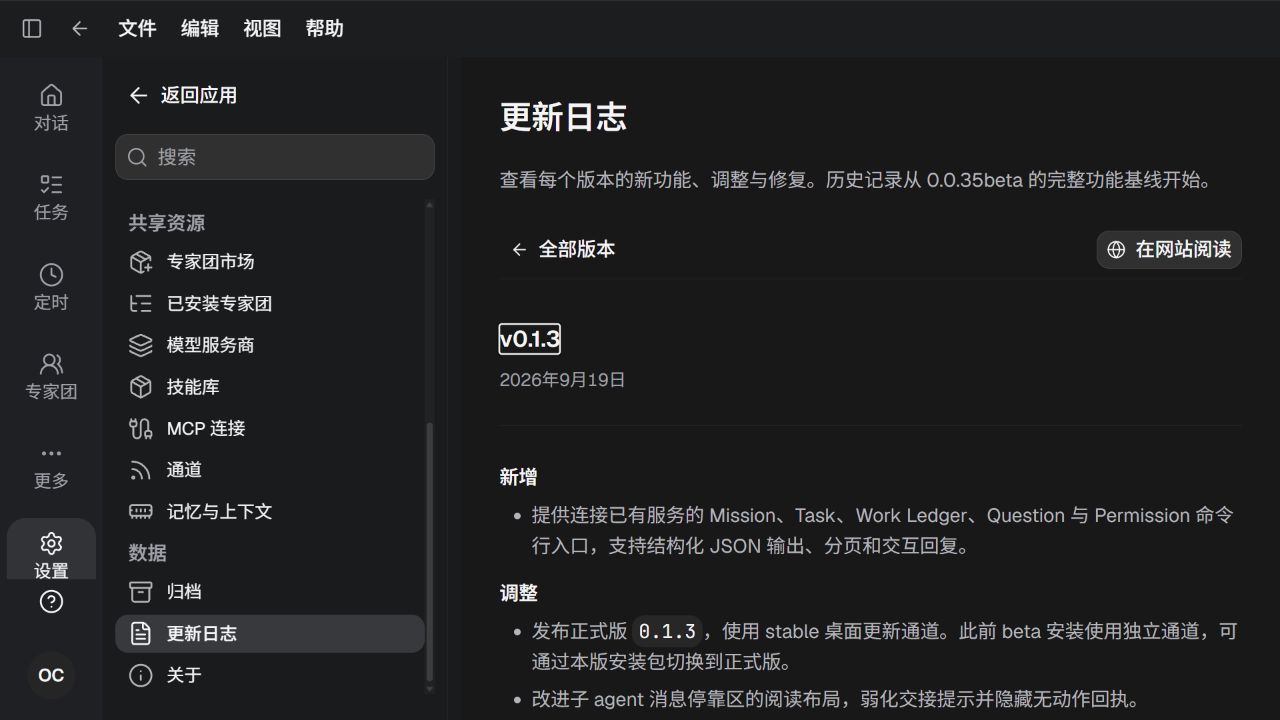 文件 编辑 视图 帮助
对话
任务
定时
专家团
更多
设置
OC
返回应用
搜索
共享资源
专家团市场
已安装专家团
模型服务商
技能库
MCP 连接
通道
记忆与上下文
数据
归档
更新日志
关于
更新日志
查看每个版本的新功能、调整与修复。历史记录从 0.0.35beta 的完整功能基线开始。
全部版本
在网站阅读
v0.1.3
2026年9月19日
新增
• 提供连接已有服务的 Mission、Task、Work Ledger、Question 与 Permission 命令
行入口，支持结构化 JSON 输出、分页和交互回复。
调整
• 发布正式版 0.1.3，使用 stable 桌面更新通道。此前 beta 安装使用独立通道，可
通过本版安装包切换到正式版。
• 改进子 agent 消息停靠区的阅读布局，弱化交接提示并隐藏无动作回执。